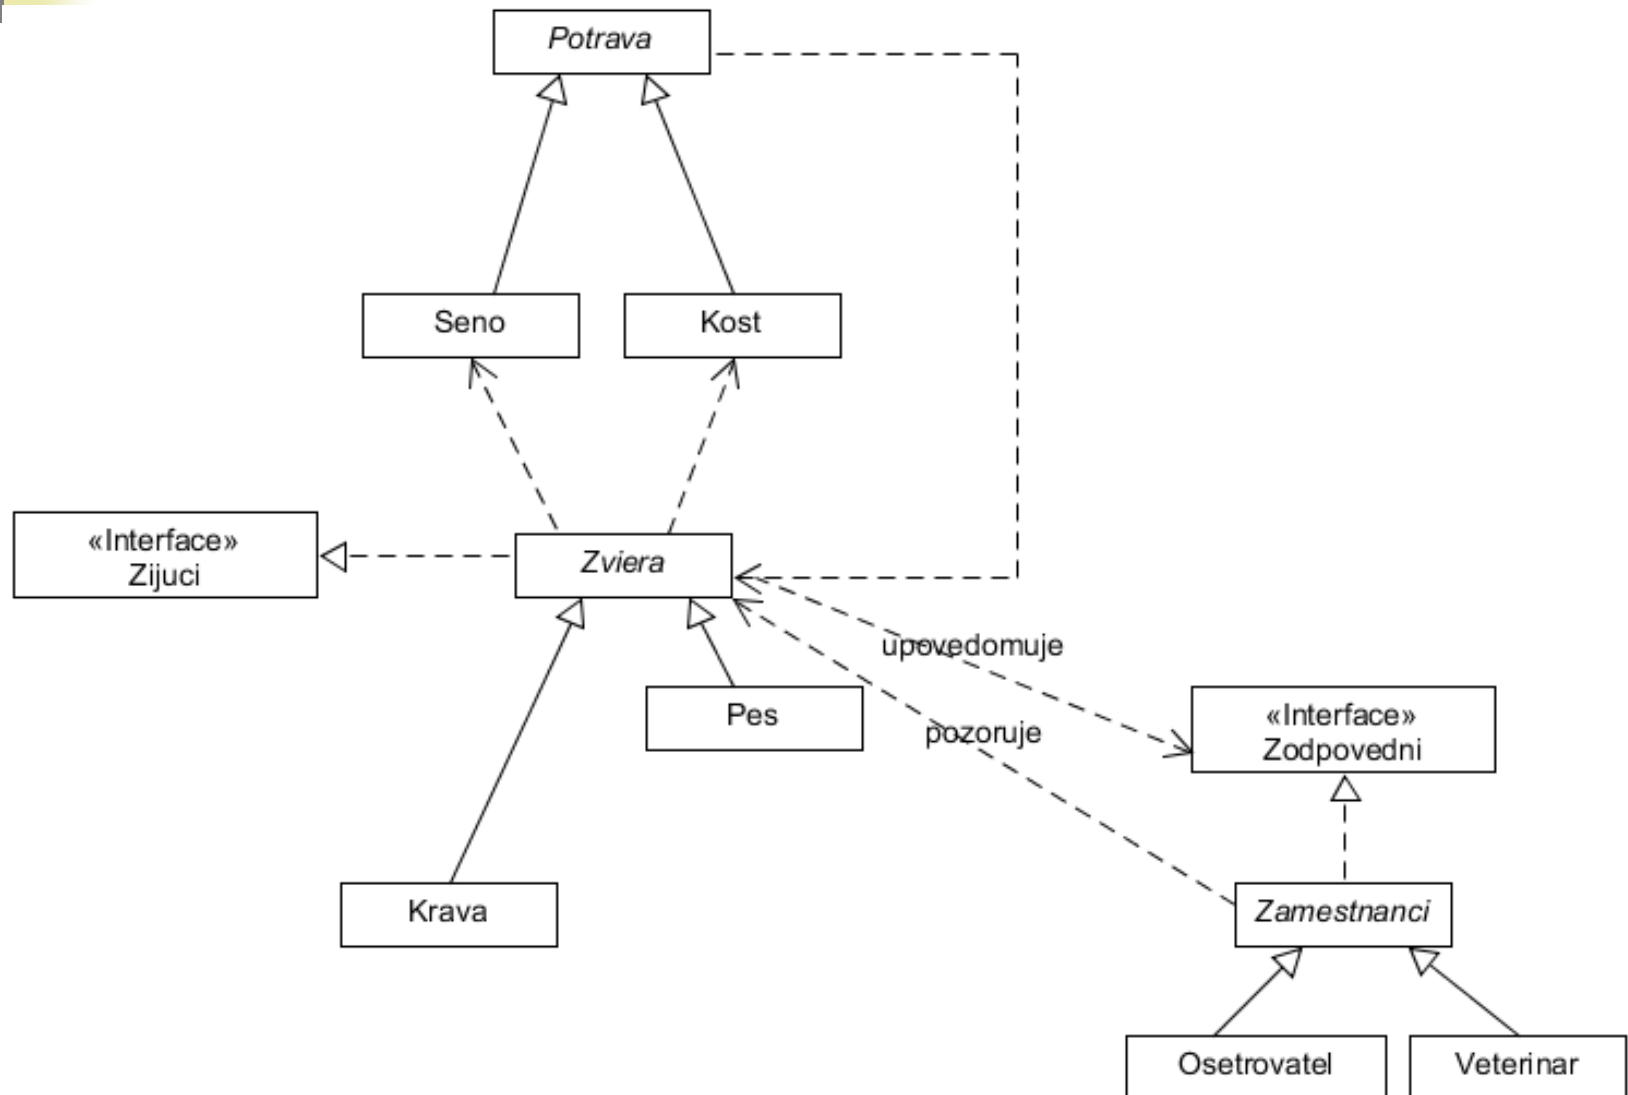 Potrava
Seno
Kost
«Interface»
Zijuci
Zviera
upovedomuje
Pes
pozoruje
«Interface»
Zodpovedni
Krava
Zamestnanci
Osetrovatel
Veterinar